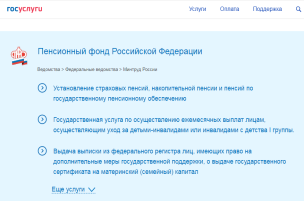 госуслуги
Услуги Оплата Поддержка
Пенсионный фонд Российской Федерации
Ведомства > Федеральные ведомства > Минтруд России
Установление страховых пенсий, накопительной пенсии и пенсий по
государственному пенсионному обеспечению
Государственная услуга по осуществлению ежемесячных выплат лицам,
осуществляющим уход за детьми-инвалидами или инвалидами с детства I группы.
Выдача выписки из федерального регистра лиц, имеющих право на
дополнительные меры государственной поддержки, о выдаче государственного
сертификата на материнский (семейный) капитал
Еще услуги